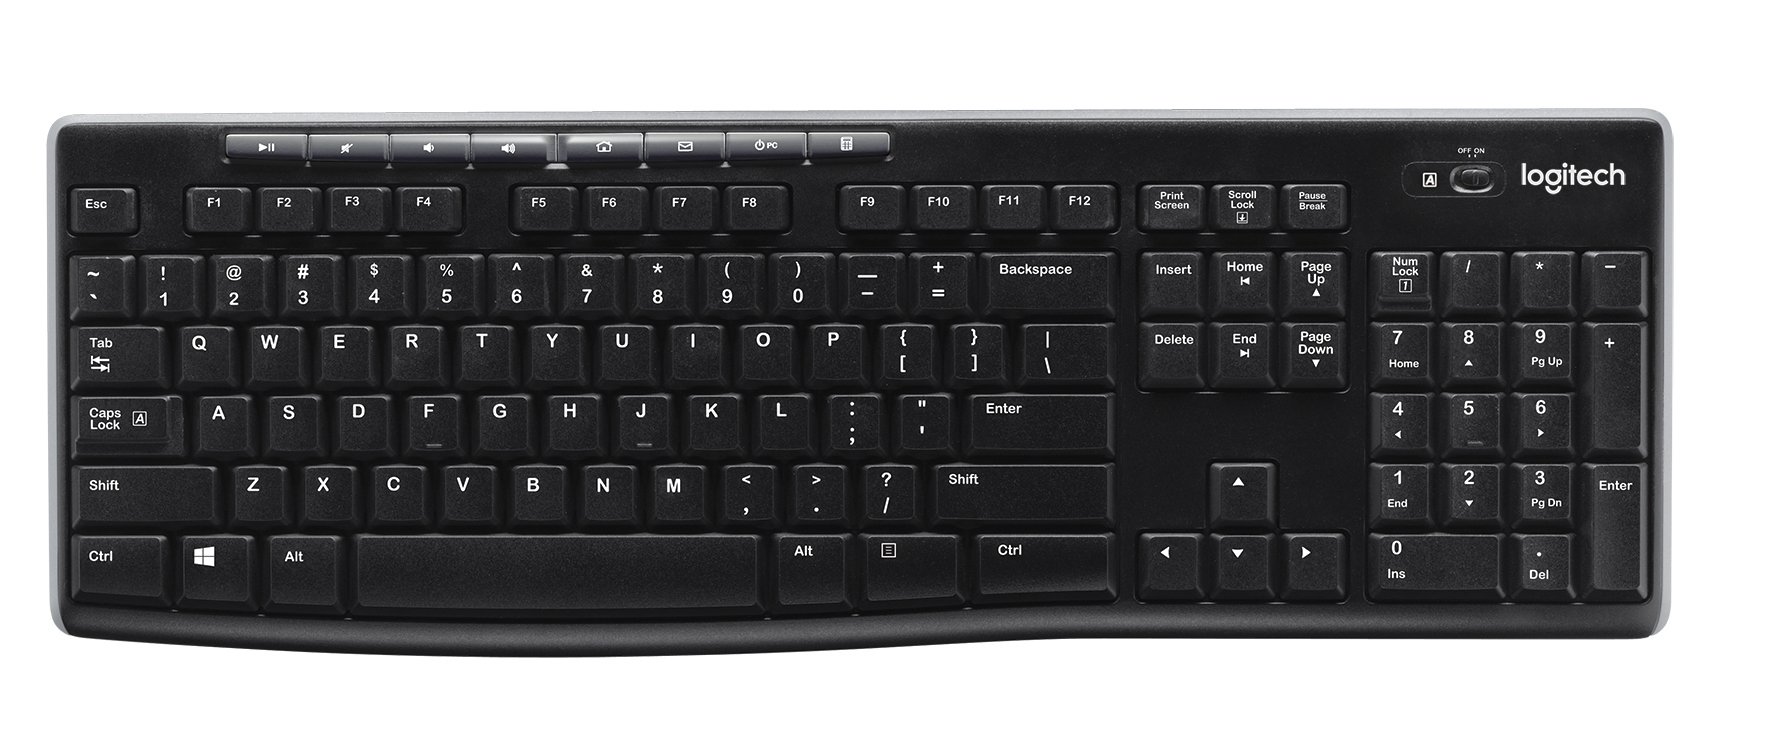 OFF ON
A
logitech
PC
Esc F1 F2 F3 F4 F5 F6 F7 F8 F9 F10 F11 F12
Print
Screen
Scroll
Lock
Pause
Break
~ ! @ # $ % ^ & * ( ) — + Backspace
` 1 2 3 4 5 6 7 8 9 0 - =
Insert
Home
Page
Up
Num
Lock
1
/ * -
Tab Q W E R T Y U I O P { } |
[ ] \
Delete
End
Page
Down
7
Home
8
9
Pg Up
+
Caps
Lock
A
A S D F G H J K L : " Enter
; '
4 5 6
Shift Z X C V B N M < > ? Shift
, . /
1
End
2
3
Pg Dn
Enter
Ctrl Alt Alt Ctrl
0
Ins
.
Del